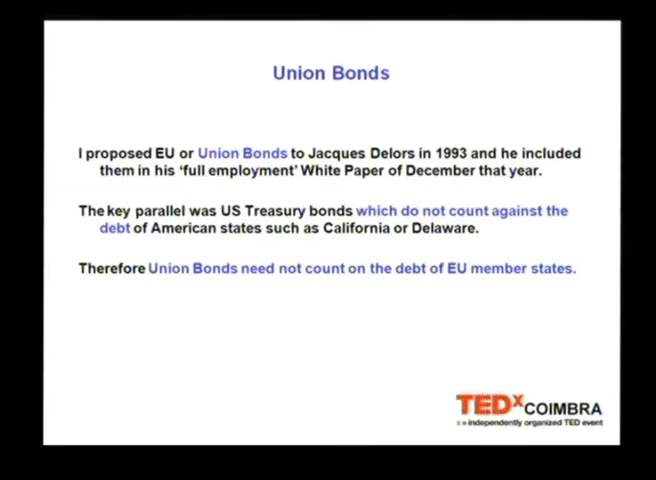 Union Bonds
I proposed EU or Union Bonds to Jacques Delors in 1993 and he included
them in his ‘full employment’ White Paper of December that year.
The key parallel was US Treasury bonds which do not count against the
debt of American states such as California or Delaware.
Therefore Union Bonds need not count on the debt of EU member states.
TEDx COIMBRA
x = independently organized TED event